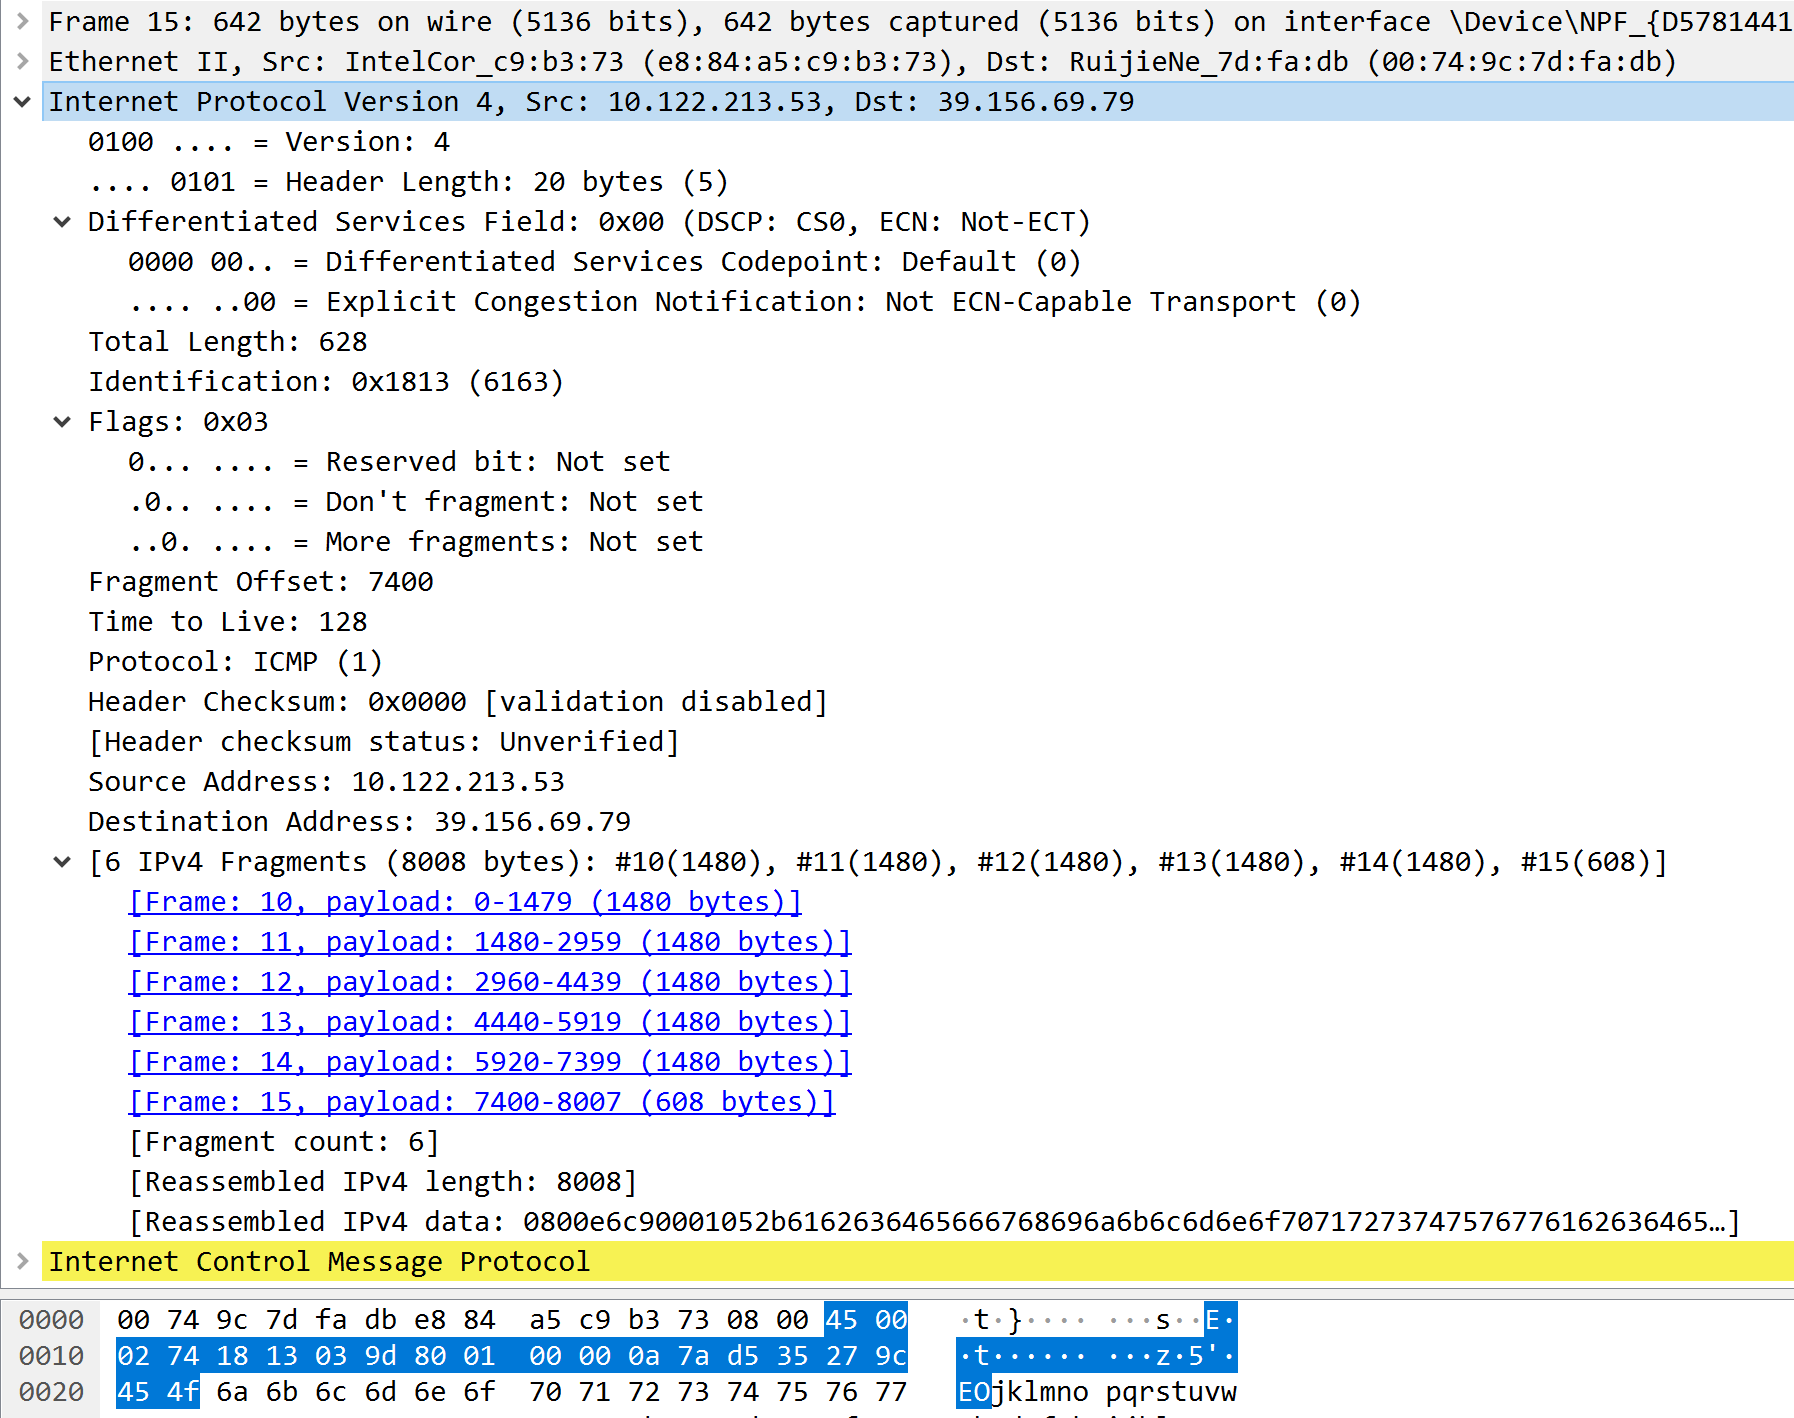 Frame 15: 642 bytes on wire (5136 bits), 642 bytes captured (5136 bits) on interface \Device\NPF_{D5781441
Ethernet II, Src: IntelCor_c9:b3:73 (e8:84:a5:c9:b3:73), Dst: RuijieNe_7d:fa:db (00:74:9c:7d:fa:db)
Internet Protocol Version 4, Src: 10.122.213.53, Dst: 39.156.69.79
0100 .... = Version: 4
.... 0101 = Header Length: 20 bytes (5)
Differentiated Services Field: 0x00 (DSCP: CS0, ECN: Not-ECT)
0000 00.. = Differentiated Services Codepoint: Default (0)
.... ..00 = Explicit Congestion Notification: Not ECN-Capable Transport (0)
Total Length: 628
Identification: 0x1813 (6163)
Flags: 0x03
0... .... = Reserved bit: Not set
.0.. .... = Don't fragment: Not set
..0. .... = More fragments: Not set
Fragment Offset: 7400
Time to Live: 128
Protocol: ICMP (1)
Header Checksum: 0x0000 [validation disabled]
[Header checksum status: Unverified]
Source Address: 10.122.213.53
Destination Address: 39.156.69.79
[6 IPv4 Fragments (8008 bytes): #10(1480), #11(1480), #12(1480), #13(1480), #14(1480), #15(608)]
[Frame: 10, payload: 0-1479 (1480 bytes)]
[Frame: 11, payload: 1480-2959 (1480 bytes)]
[Frame: 12, payload: 2960-4439 (1480 bytes)]
[Frame: 13, payload: 4440-5919 (1480 bytes)]
[Frame: 14, payload: 5920-7399 (1480 bytes)]
[Frame: 15, payload: 7400-8007 (608 bytes)]
[Fragment count: 6]
[Reassembled IPv4 length: 8008]
[Reassembled IPv4 data: 0800e6c90001052b6162636465666768696a6b6c6d6e6f7071727374757677616263646​5…]
Internet Control Message Protocol
0000 00 74 9c 7d fa db e8 84 a5 c9 b3 73 08 00 45 00 ·t·}···· ···s··E·
0010 02 74 18 13 03 9d 80 01 00 00 0a 7a d5 35 27 9c ·t······ ···z·5'·
0020 45 4f 6a 6b 6c 6d 6e 6f 70 71 72 73 74 75 76 77 EOjklmno pqrstuvw